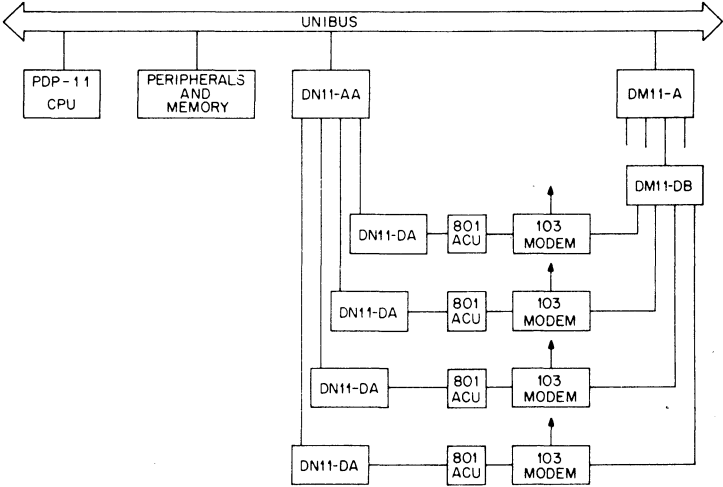 UNIBUS
PDP-11
CPU
PERIPHERALS
AND
MEMORY
DN11-AA
DM11-A
DM11-DB
DN11-DA
801
ACU
103
MODEM
DN11-DA
801
ACU
103
MODEM
DN11-DA
801
ACU
103
MODEM
DN11-DA
801
ACU
103
MODEM